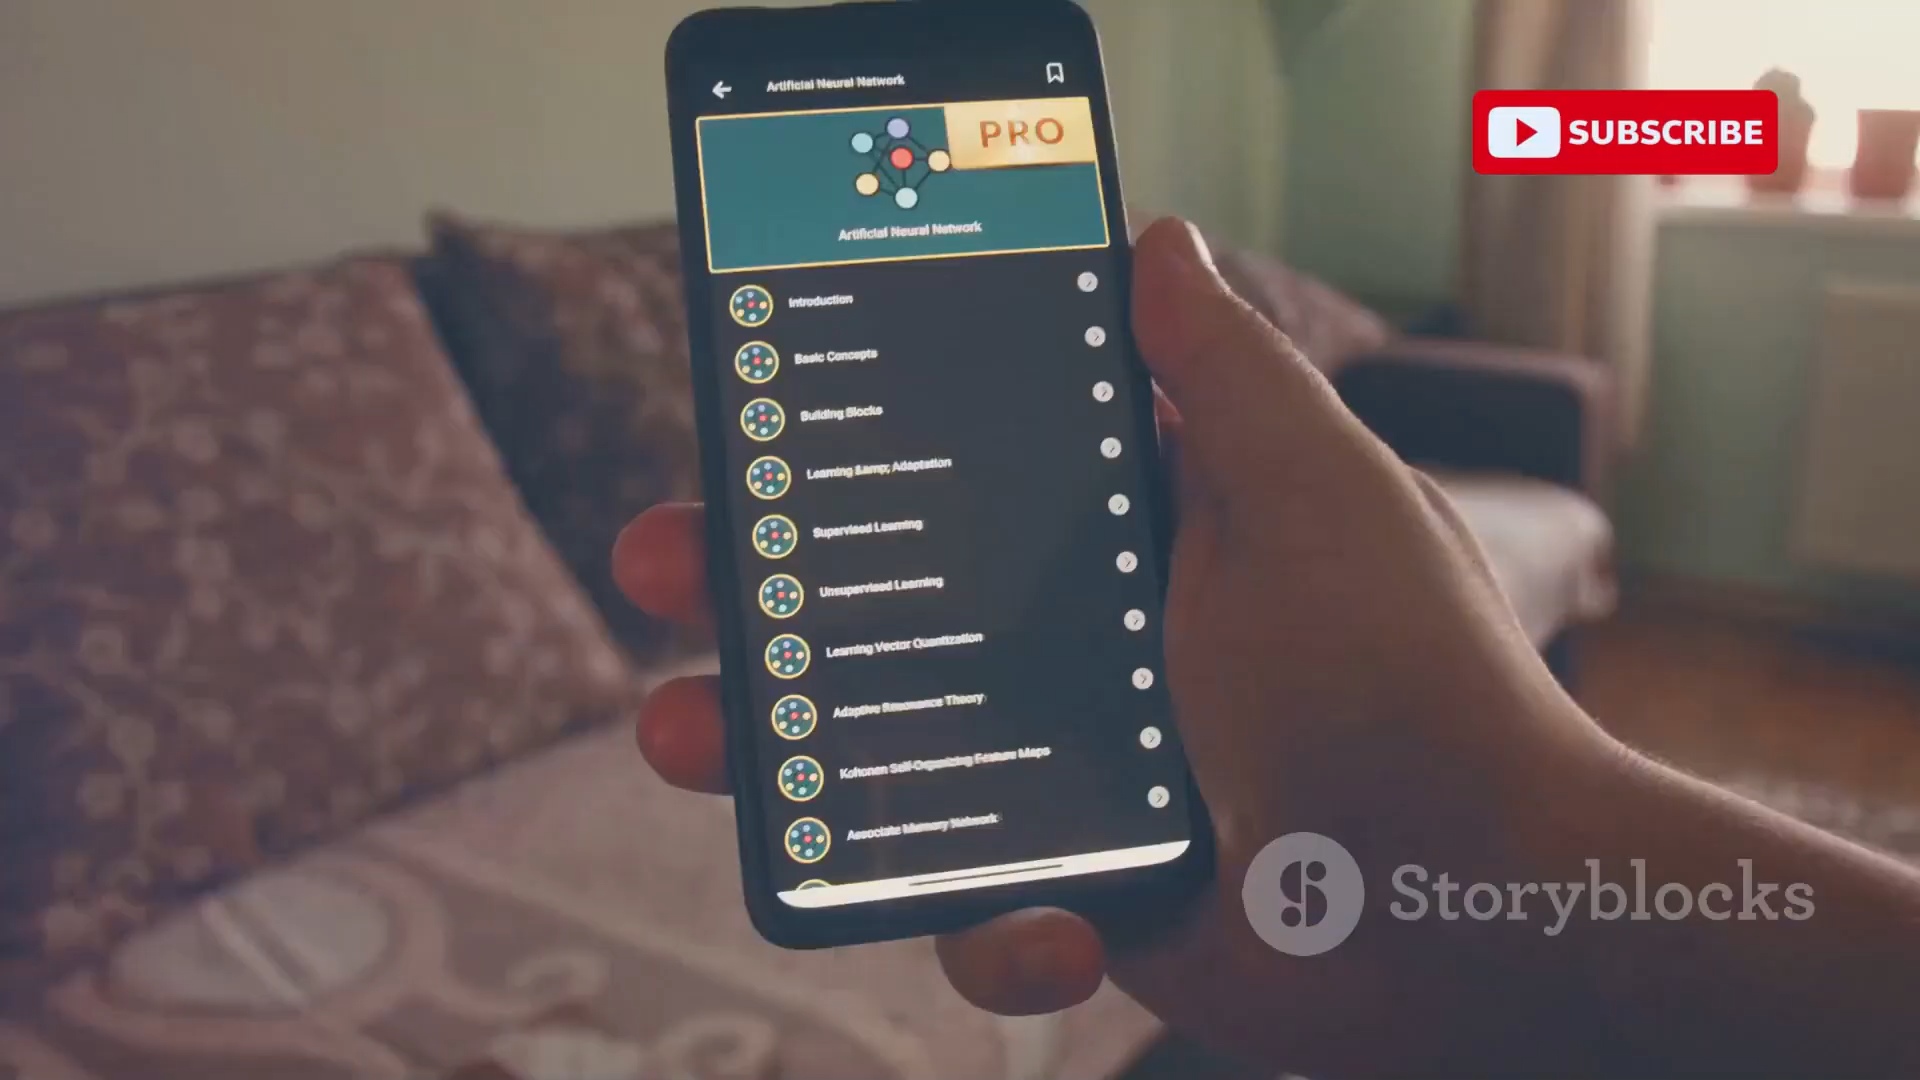 Artificial Neural Network
PRO
SUBSCRIBE
Artificial Neural Network
Introduction
Basic Concepts
Building Blocks
Learning &amp; Adaptation
Supervised Learning
Unsupervised Learning
Learning Vector Quantization
Adaptive Resonance Theory
Kohonen Self-Organizing Feature Maps
Associate Memory Network
Storyblocks